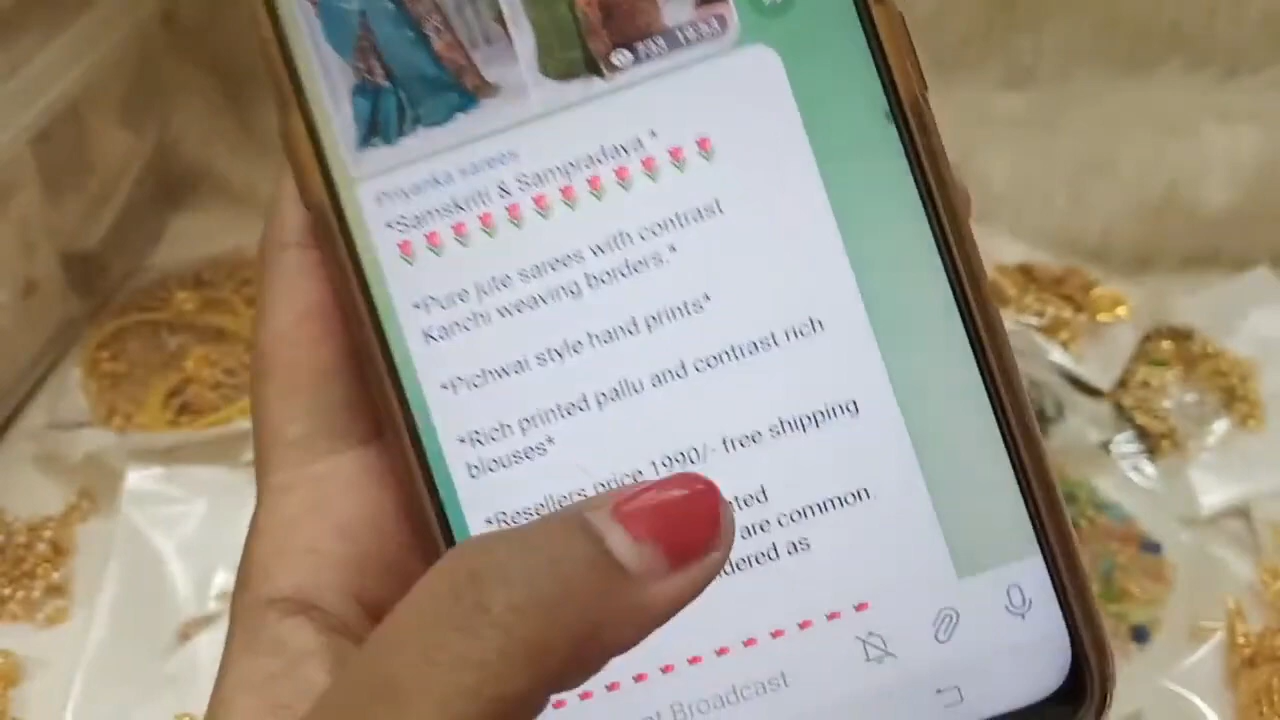 Priyanka sarees
*Samskriti & Sampradaya *
*Pure jute sarees with contrast
Kanchi weaving borders.*
*Pichwai style hand prints*
*Rich printed pallu and contrast rich
blouses*
*Resellers price 1990/- free shipping
are common.
as
Broadcast